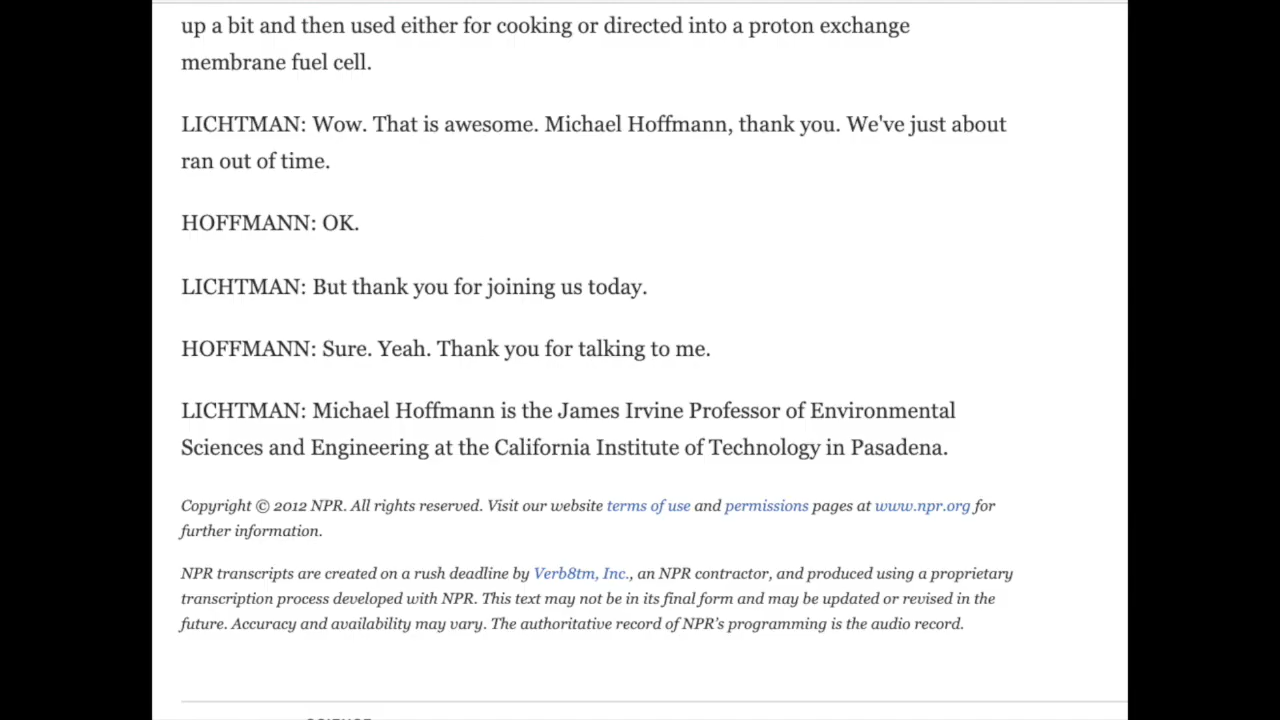 up a bit and then used either for cooking or directed into a proton exchange
membrane fuel cell.
LICHTMAN: Wow. That is awesome. Michael Hoffmann, thank you. We've just about
ran out of time.
HOFFMANN: OK.
LICHTMAN: But thank you for joining us today.
HOFFMANN: Sure. Yeah. Thank you for talking to me.
LICHTMAN: Michael Hoffmann is the James Irvine Professor of Environmental
Sciences and Engineering at the California Institute of Technology in Pasadena.
Copyright © 2012 NPR. All rights reserved. Visit our website terms of use and permissions pages at www.npr.org for
further information.
NPR transcripts are created on a rush deadline by Verb8tm, Inc., an NPR contractor, and produced using a proprietary
transcription process developed with NPR. This text may not be in its final form and may be updated or revised in the
future. Accuracy and availability may vary. The authoritative record of NPR's programming is the audio record.